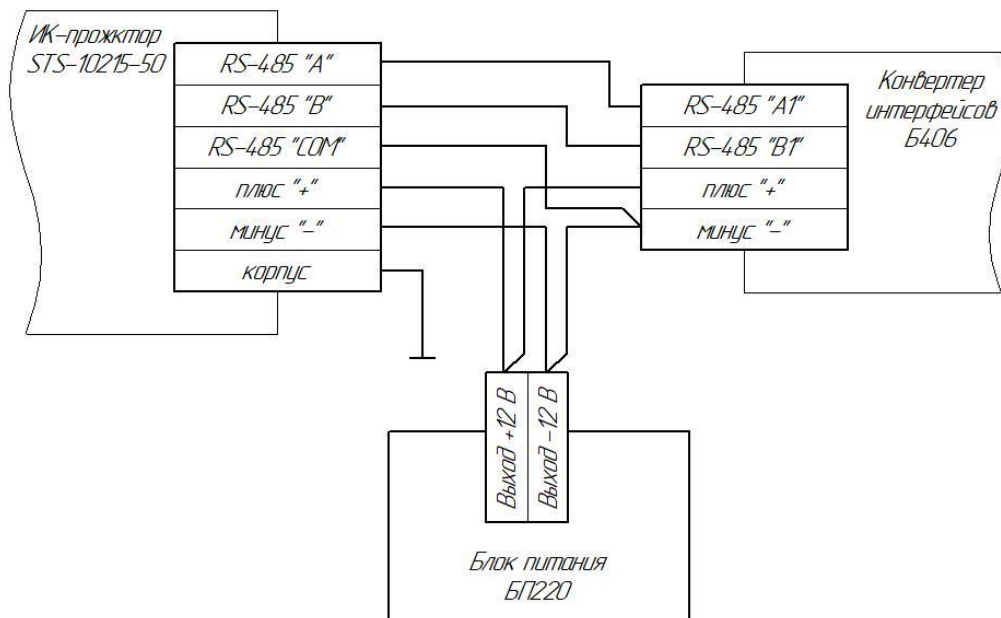 ИК-прожктор
STS-10215-50
RS-485 "A"
RS-485 "B"
RS-485 "COM"
плюс "+"
минус "-"
корпус
Конвертер
интерфейсов
Б406
RS-485 "A1"
RS-485 "B1"
плюс "+"
минус "-"
Выход +12 В
Выход -12 В
Блок питания
БП220